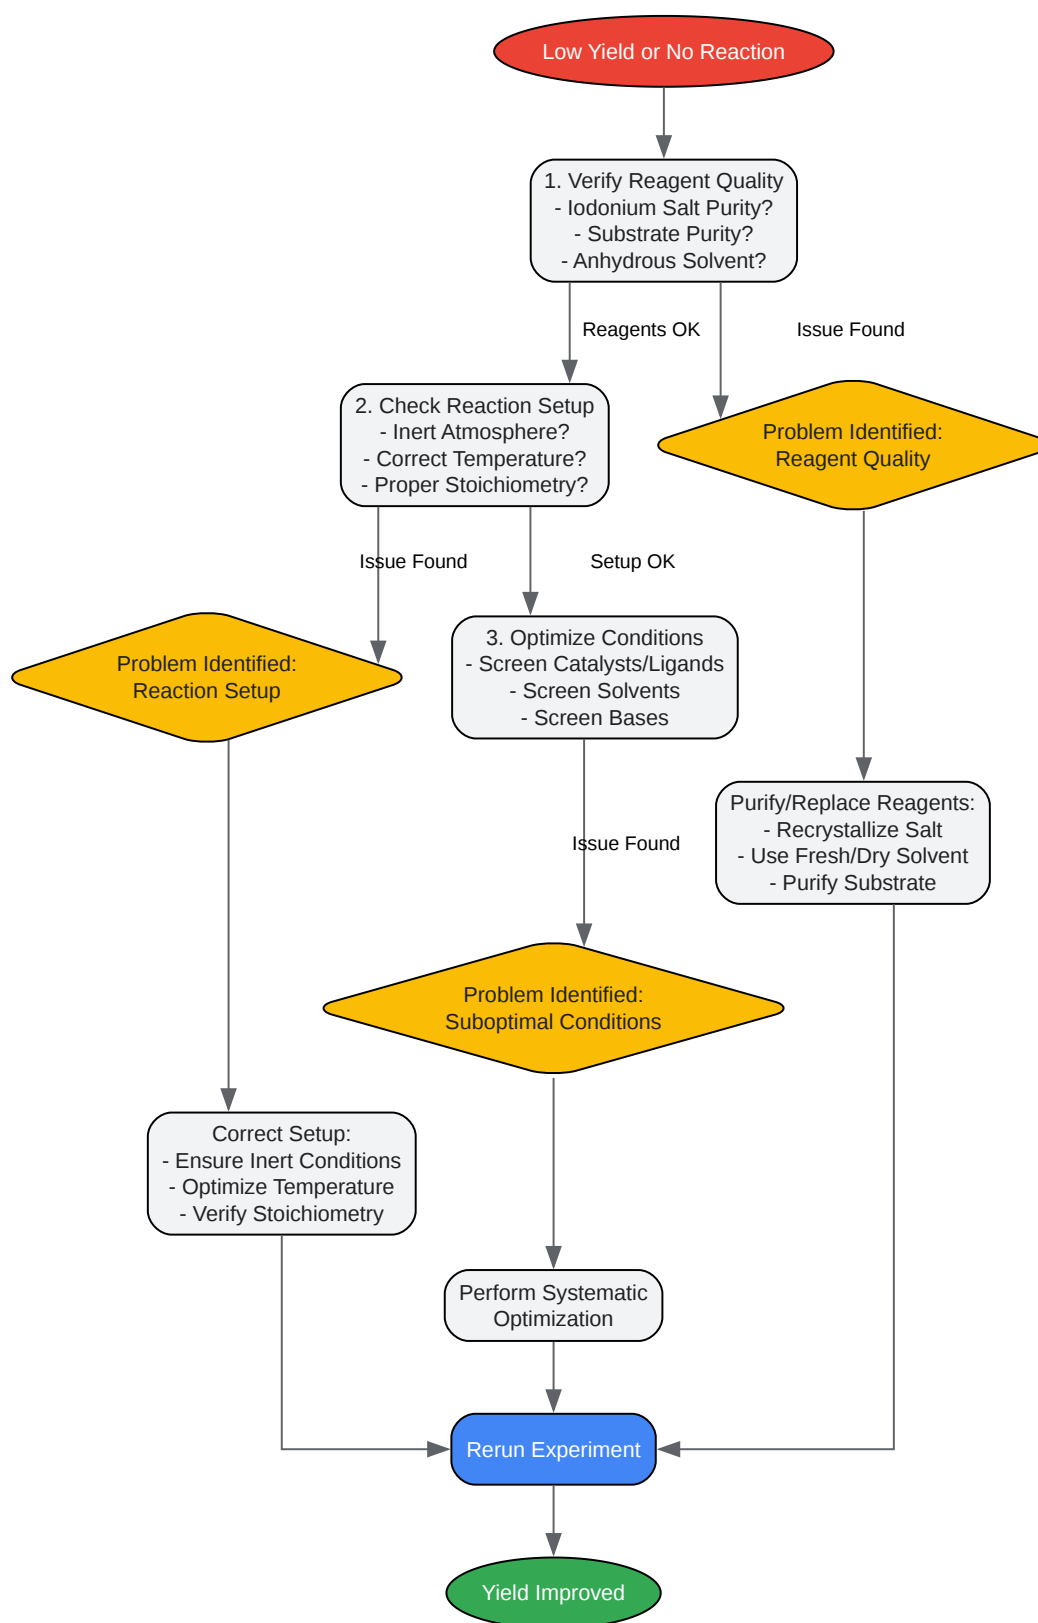 Low Yield or No Reaction
1. Verify Reagent Quality
- Iodonium Salt Purity?
- Substrate Purity?
- Anhydrous Solvent?
Reagents OK
Issue Found
2. Check Reaction Setup
- Inert Atmosphere?
- Correct Temperature?
- Proper Stoichiometry?
Problem Identified:
Reagent Quality
Issue Found
Setup OK
Problem Identified:
Reaction Setup
3. Optimize Conditions
- Screen Catalysts/Ligands
- Screen Solvents
- Screen Bases
Purify/Replace Reagents:
- Recrystallize Salt
- Use Fresh/Dry Solvent
- Purify Substrate
Issue Found
Problem Identified:
Suboptimal Conditions
Correct Setup:
- Ensure Inert Conditions
- Optimize Temperature
- Verify Stoichiometry
Perform Systematic
Optimization
Rerun Experiment
Yield Improved